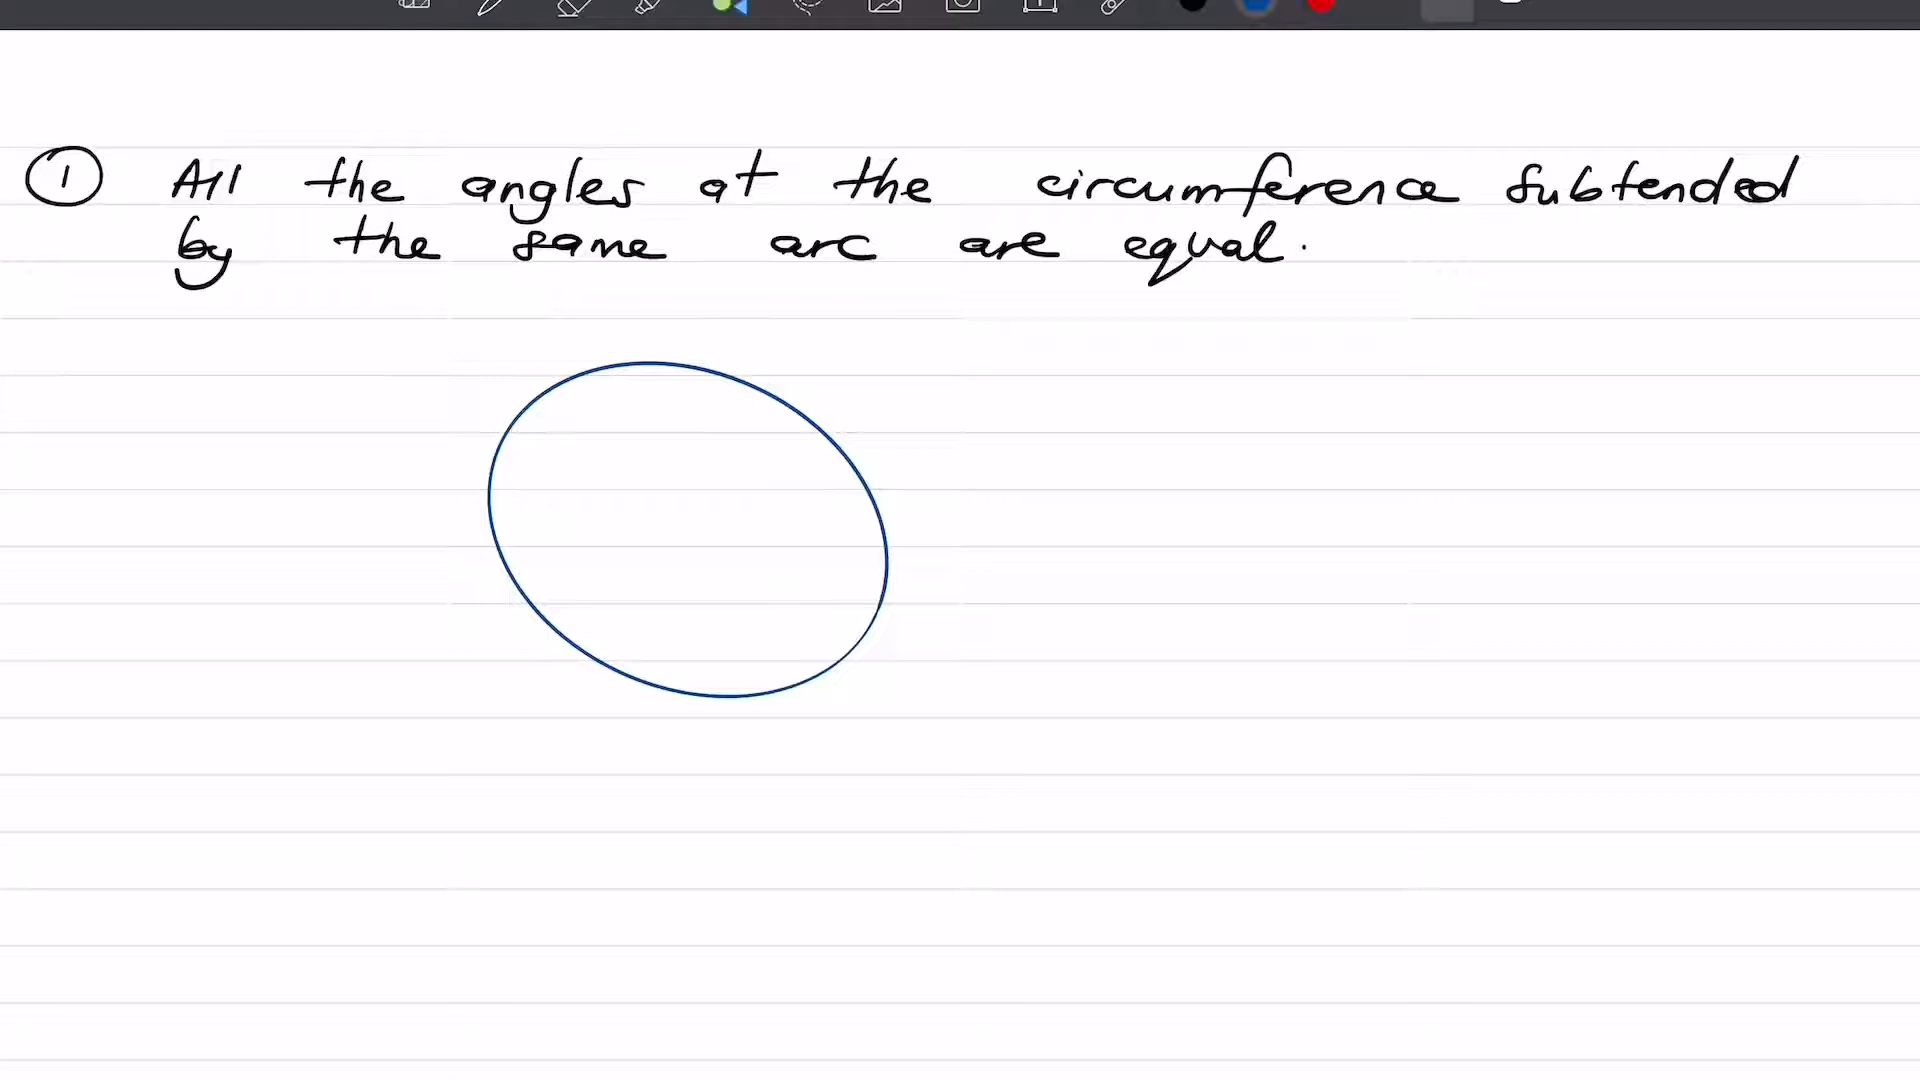 ① All the angles at the circumference subtended
by the same arc are equal.